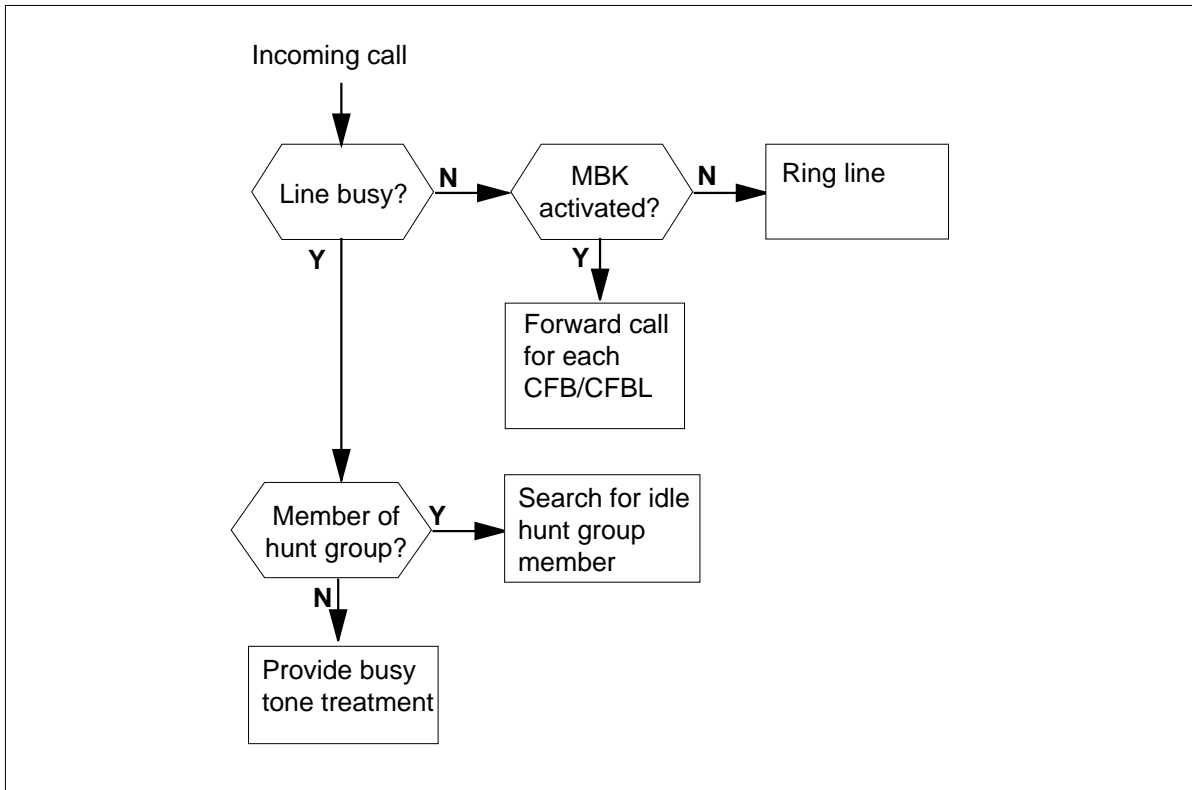 Incoming call
Line busy?
N
MBK
activated?
N
Ring line
Y
Y
Forward call
for each
CFB/CFBL
Member of
hunt group?
Y
Search for idle
hunt group
member
N
Provide busy
tone treatment